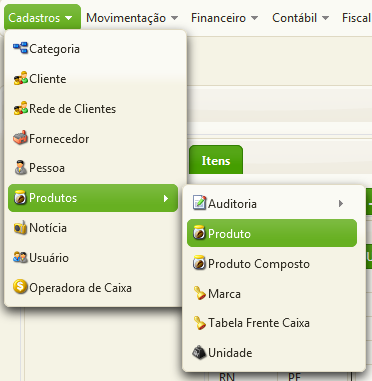 Cadastros Movimentação Financeiro Contábil Fiscal
Categoria
Cliente
Rede de Clientes
Fornecedor
Pessoa
Produtos
Notícia
Usuário
Operadora de Caixa
Itens
Auditoria
Produto
Produto Composto
Marca
Tabela Frente Caixa
Unidade
RN PE